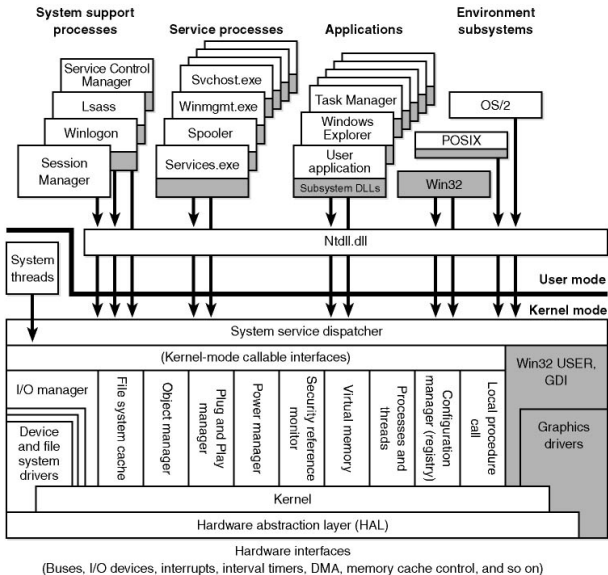 System support
processes
Service processes
Applications
Environment
subsystems
Service Control
Manager
Lsass
Winlogon
Session
Manager
Svchost.exe
Winmgmt.exe
Spooler
Services.exe
Task Manager
Windows
Explorer
User
application
Subsystem DLLs
OS/2
POSIX
Win32
Ntdll.dll
System
threads
User mode
Kernel mode
System service dispatcher
(Kernel-mode callable interfaces)
Win32 USER,
GDI
I/O manager
Device and
file system
drivers
File system cache
Object manager
Plug and Play
manager
Power manager
Security reference
monitor
Virtual memory
Processes and
threads
Configuration
manager (registry)
Local procedure
call
Graphics
drivers
Kernel
Hardware abstraction layer (HAL)
Hardware interfaces
(Buses, I/O devices, interrupts, interval timers, DMA, memory cache control, and so on)